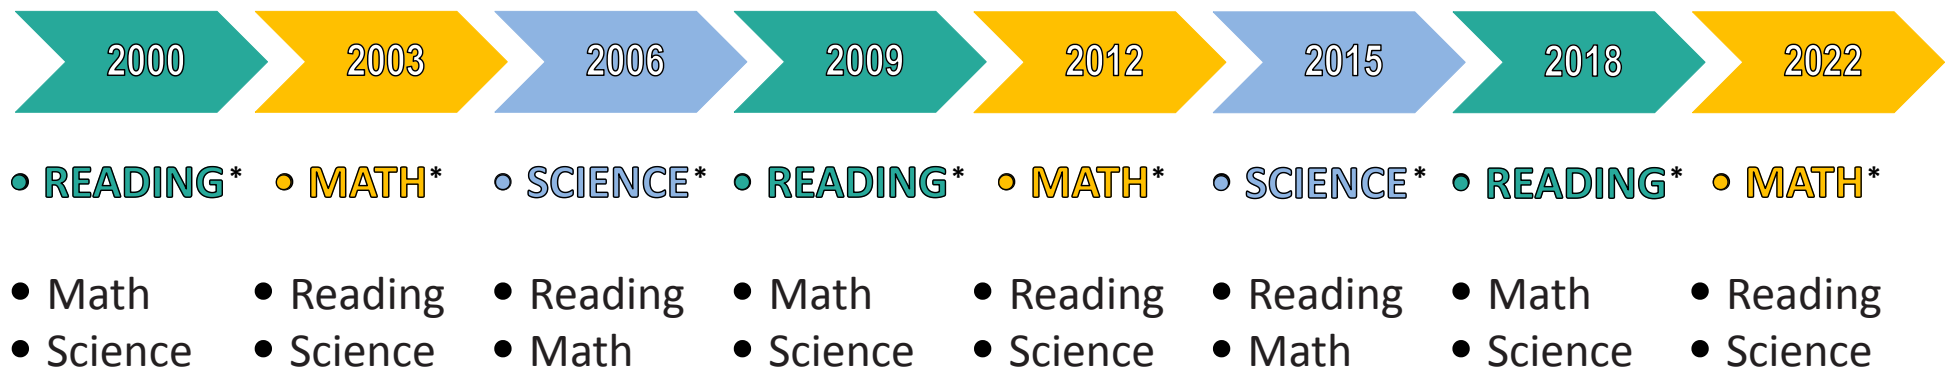 2000 2003 2006 2009 2012 2015 2018 2022
• READING* • MATH* • SCIENCE* • READING* • MATH* • SCIENCE* • READING* • MATH*
• Math • Reading • Reading • Math • Reading • Reading • Math • Reading
• Science • Science • Math • Science • Science • Math • Science • Science